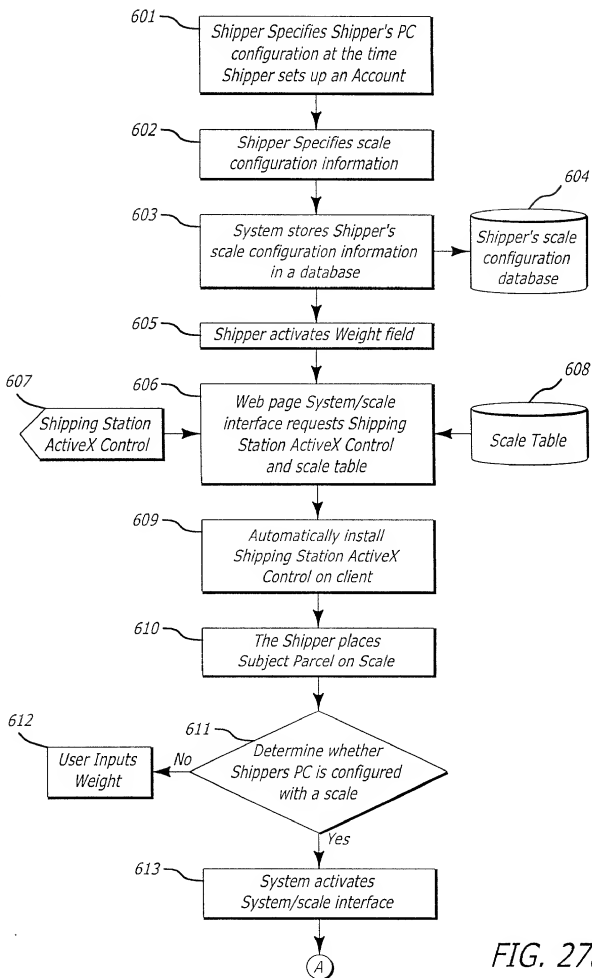 601
Shipper Specifies Shipper's PC
configuration at the time
Shipper sets up an Account
602
Shipper Specifies scale
configuration information
603
System stores Shipper's
scale configuration information
in a database
604
Shipper's scale
configuration
database
605
Shipper activates Weight field
606
Web page System/scale
interface requests Shipping
Station ActiveX Control
and scale table
607
Shipping Station
ActiveX Control
608
Scale Table
609
Automatically install
Shipping Station ActiveX
Control on client
610
The Shipper places
Subject Parcel on Scale
611
Determine whether
Shippers PC is configured
with a scale
No
612
User Inputs
Weight
Yes
613
System activates
System/scale interface
A
FIG. 27